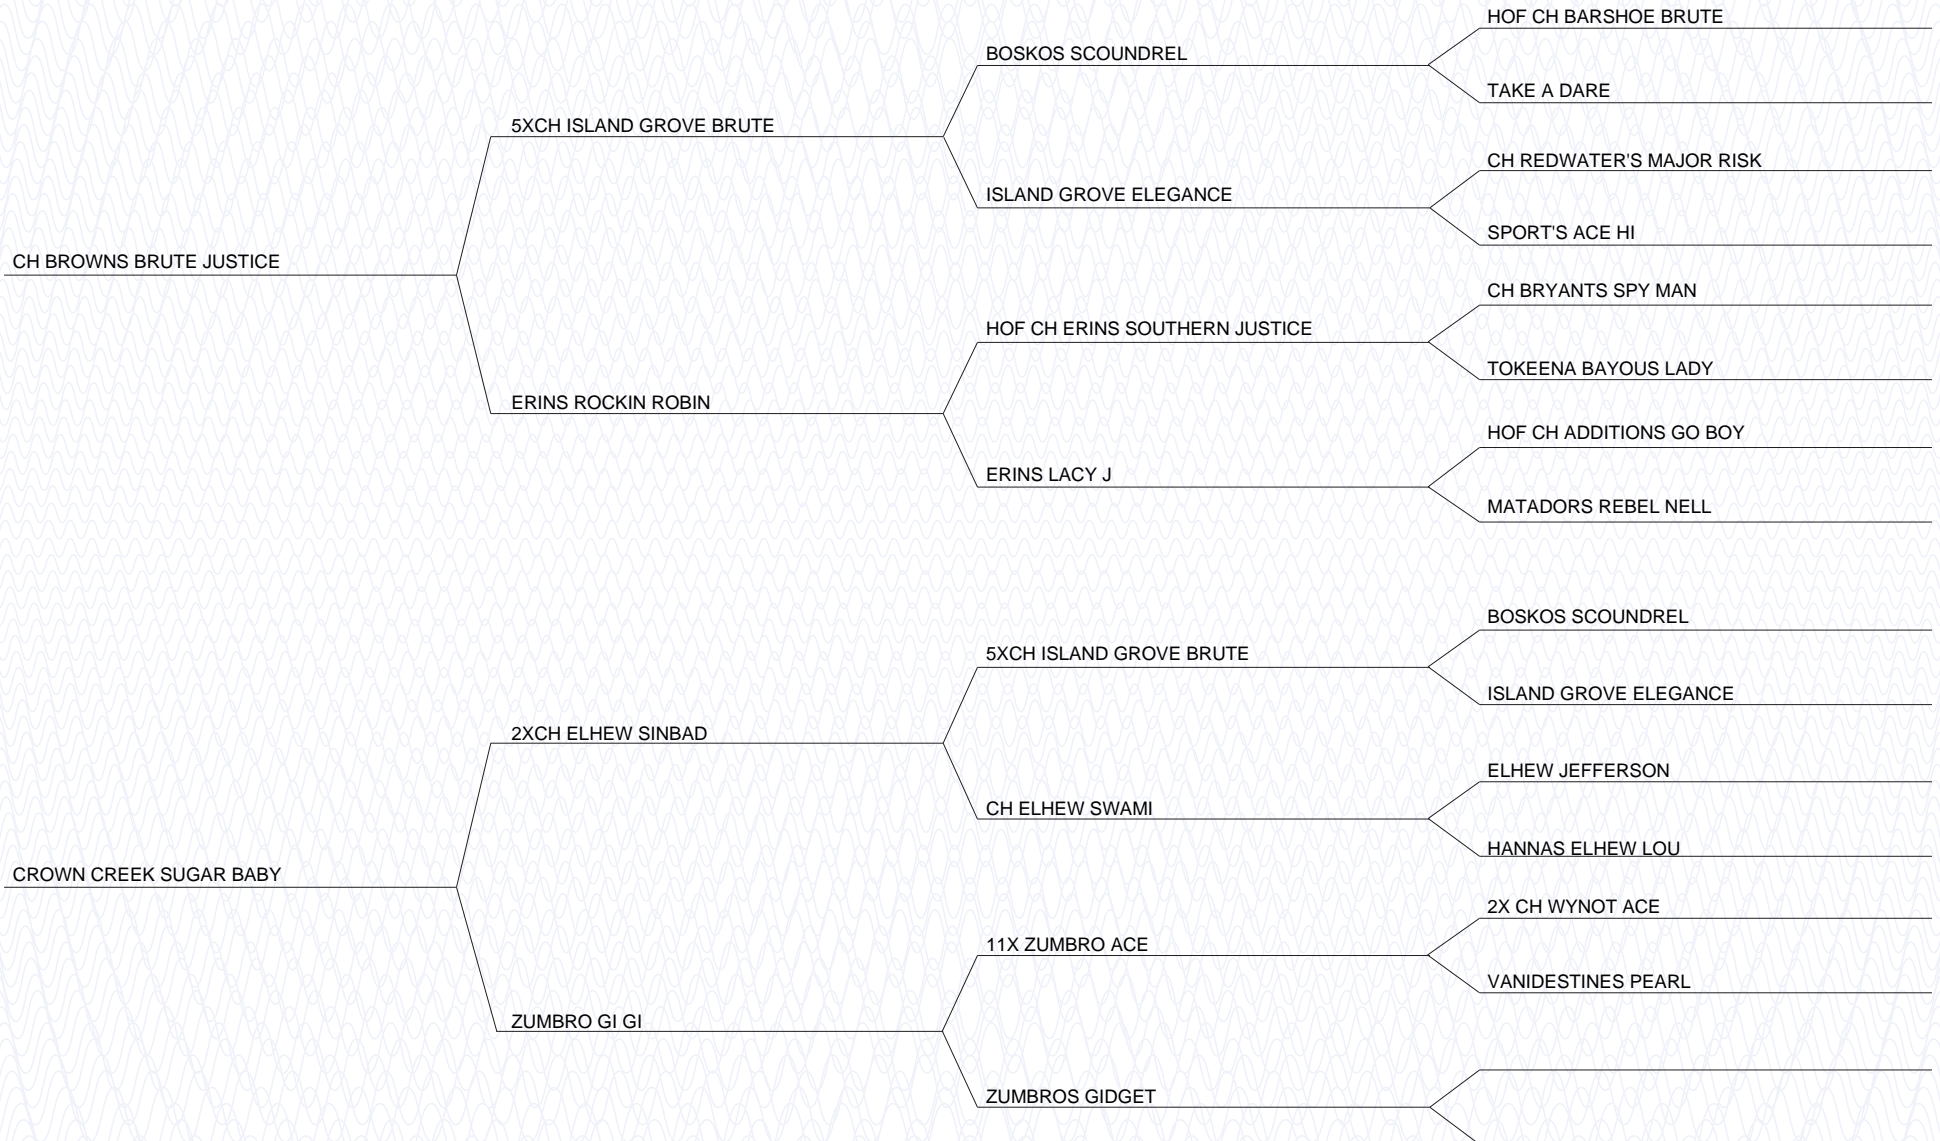 HOF CH BARSHOE BRUTE
BOSKOS SCOUNDREL
TAKE A DARE
5XCH ISLAND GROVE BRUTE
CH REDWATER'S MAJOR RISK
ISLAND GROVE ELEGANCE
SPORT'S ACE HI
CH BROWNS BRUTE JUSTICE
CH BRYANTS SPY MAN
HOF CH ERINS SOUTHERN JUSTICE
TOKEENA BAYOUS LADY
ERINS ROCKIN ROBIN
HOF CH ADDITIONS GO BOY
ERINS LACY J
MATADORS REBEL NELL
BOSKOS SCOUNDREL
5XCH ISLAND GROVE BRUTE
ISLAND GROVE ELEGANCE
2XCH ELHEW SINBAD
ELHEW JEFFERSON
CH ELHEW SWAMI
HANNAS ELHEW LOU
CROWN CREEK SUGAR BABY
2X CH WYNOT ACE
11X ZUMBRO ACE
VANIDESTINES PEARL
ZUMBRO GI GI
ZUMBROS GIDGET